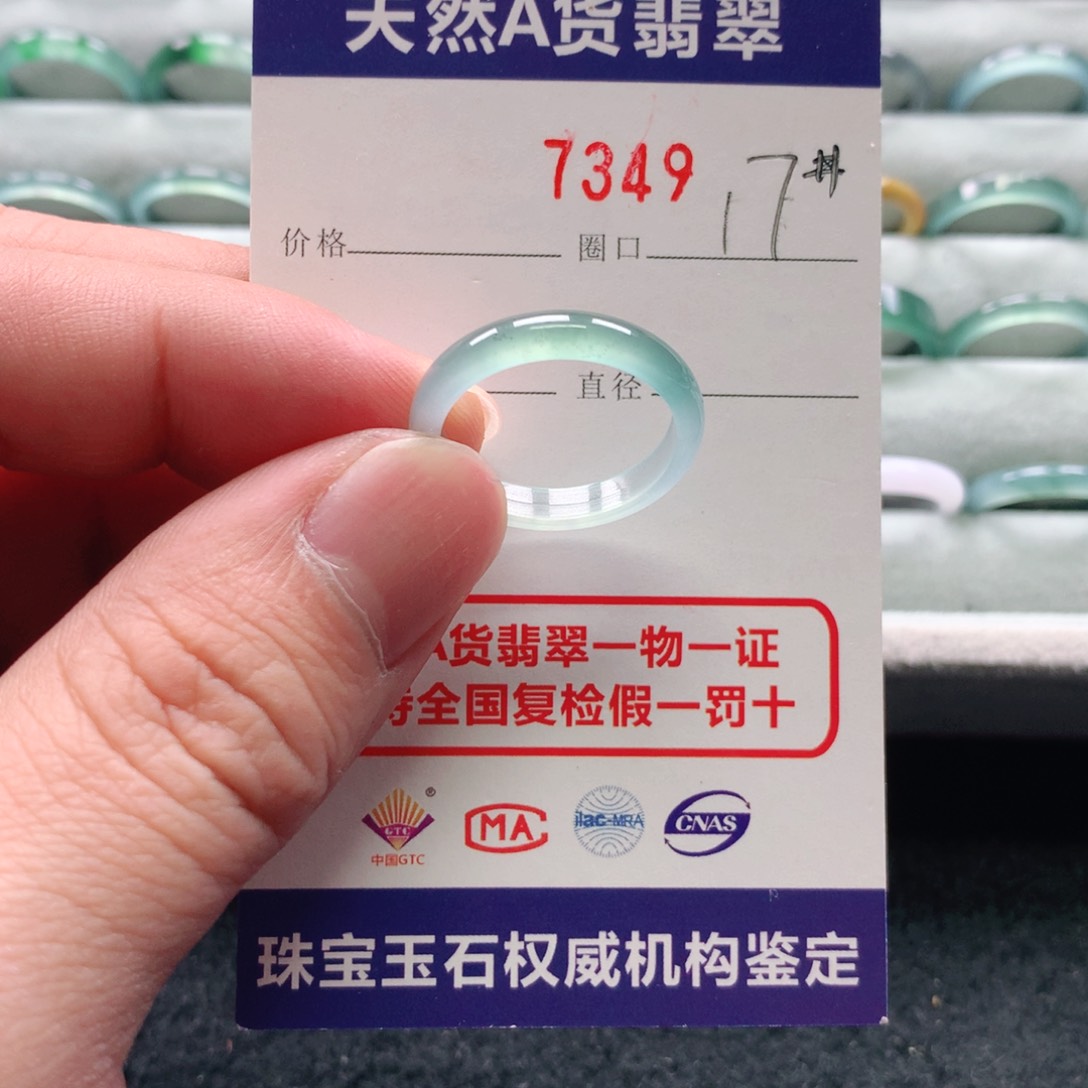 天然A货翡翠
7349
价格 圈口 17#
直径
A货翡翠一物一证
持全国复检假一罚十
® GTC MA ilac-MRA CNAS
中国GTC
珠宝玉石权威机构鉴定